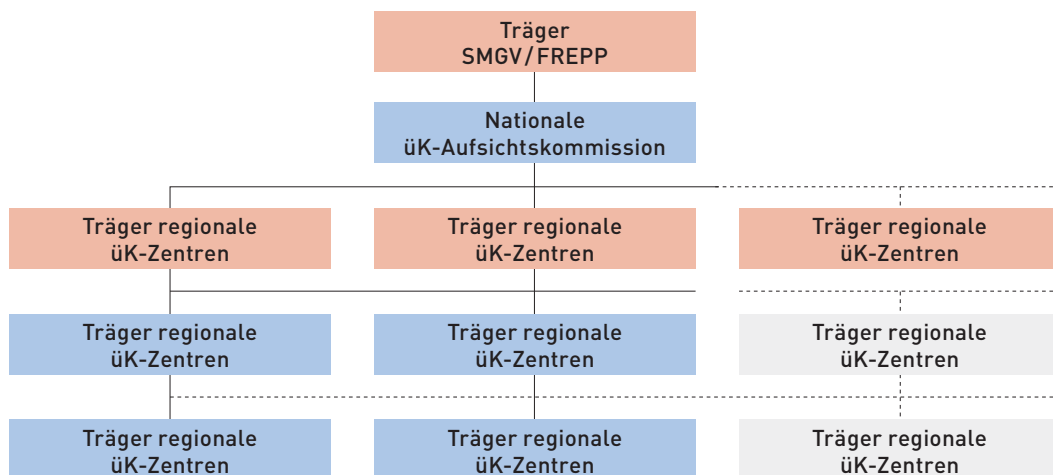 Träger
SMGV/FREPP
Nationale
üK-Aufsichtskommission
Träger regionale
üK-Zentren
Träger regionale
üK-Zentren
Träger regionale
üK-Zentren
Träger regionale
üK-Zentren
Träger regionale
üK-Zentren
Träger regionale
üK-Zentren
Träger regionale
üK-Zentren
Träger regionale
üK-Zentren
Träger regionale
üK-Zentren